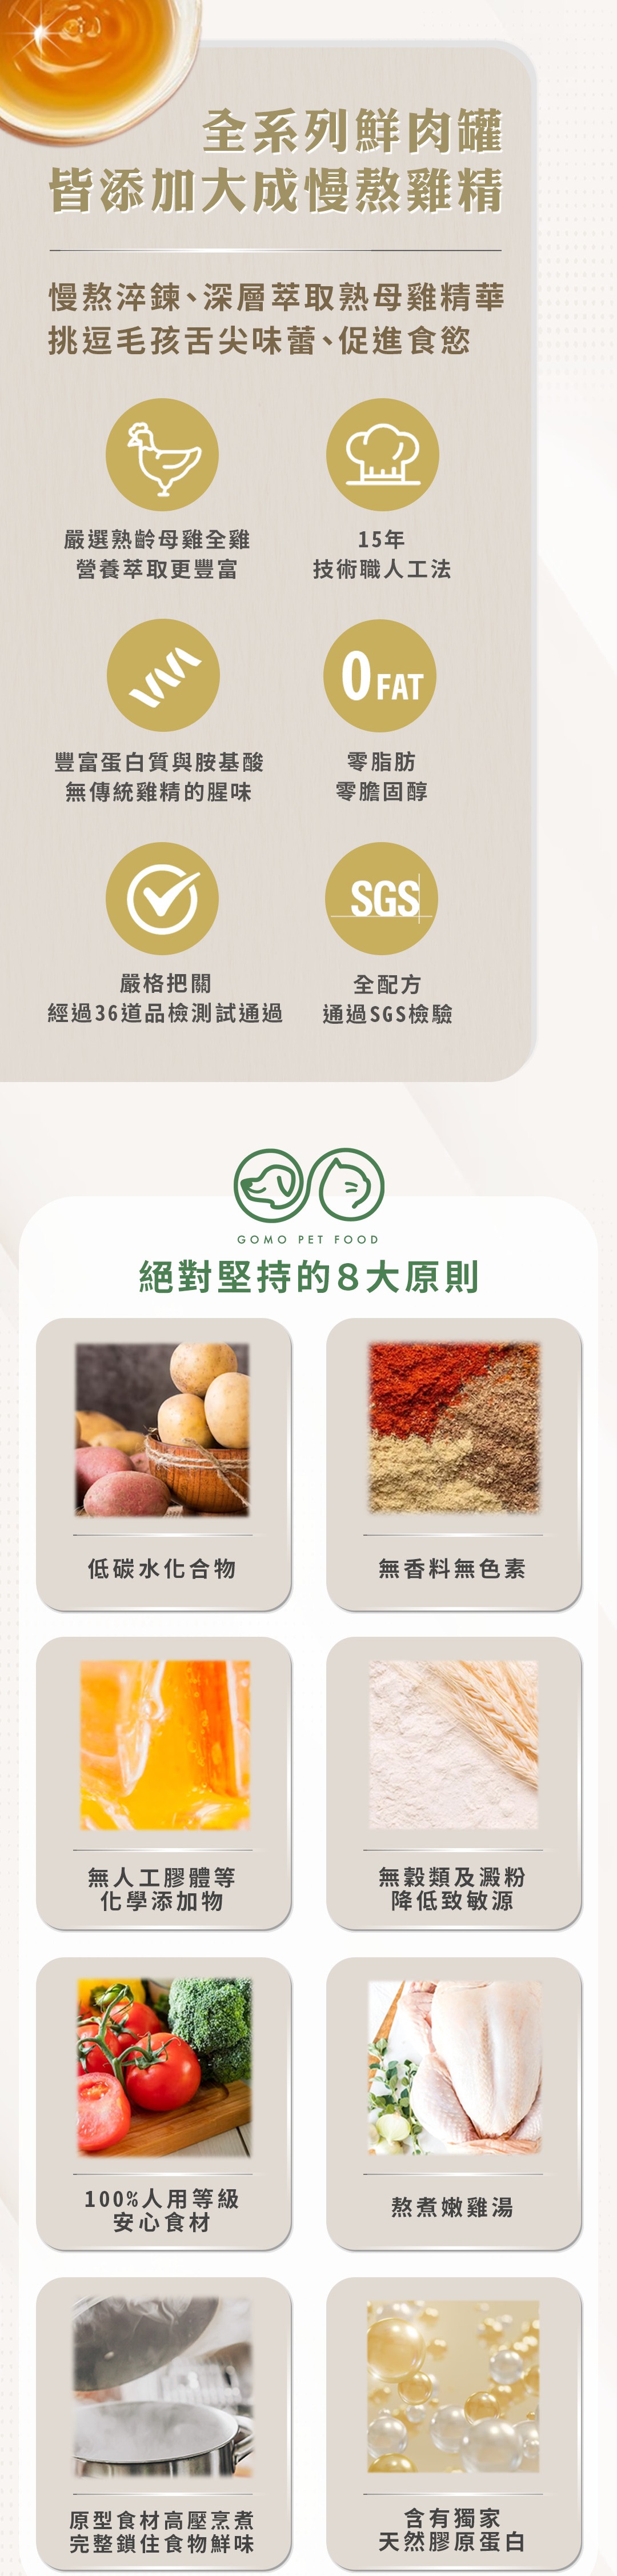 全系列鮮肉罐
皆添加大成慢熬雞精
慢熬淬鍊、深層萃取熟母雞精華
挑逗毛孩舌尖味蕾、促進食慾
嚴選熟齡母雞全雞
營養萃取更豐富
15年
技術職人工法
0 FAT
豐富蛋白質與胺基酸
無傳統雞精的腥味
零脂肪
零膽固醇
SGS
嚴格把關
經過36道品檢測試通過
全配方
通過SGS檢驗
GOMO PET FOOD
絕對堅持的8大原則
低碳水化合物
無香料無色素
無人工膠體等
化學添加物
無穀類及澱粉
降低致敏源
100%人用等級
安心食材
熬煮嫩雞湯
原型食材高壓烹煮
完整鎖住食物鮮味
含有獨家
天然膠原蛋白